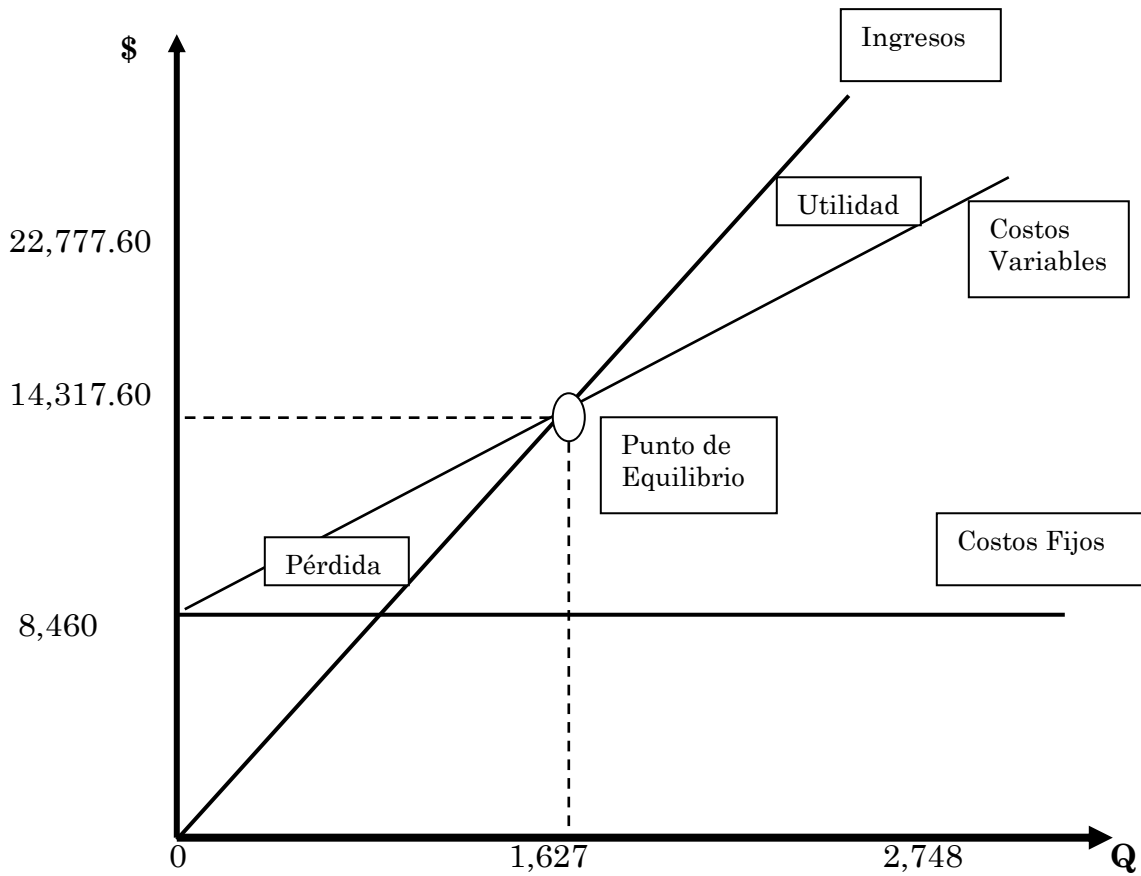 $
Ingresos
Utilidad
22,777.60
Costos
Variables
14,317.60
Punto de
Equilibrio
Costos Fijos
Pérdida
8,460
0
1,627
2,748
Q